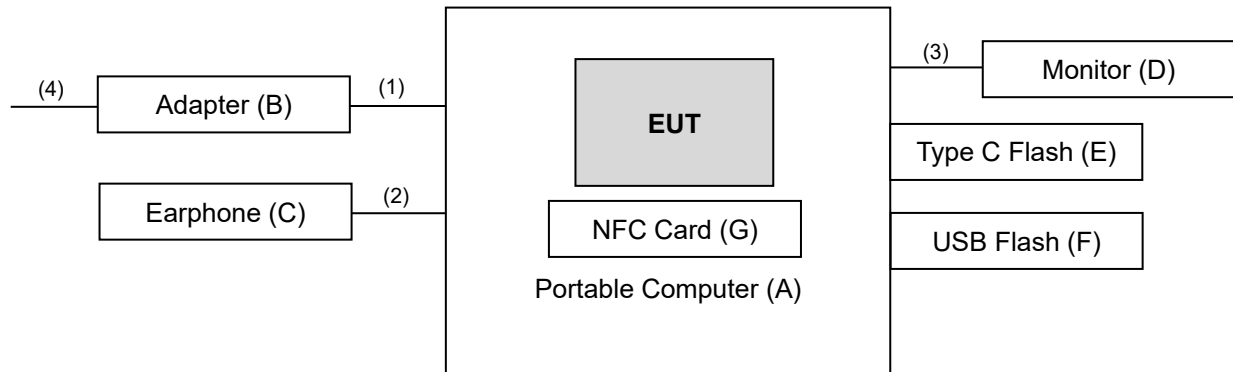 (4)
Adapter (B)
(1)
Earphone (C)
(2)
EUT
NFC Card (G)
Portable Computer (A)
(3)
Monitor (D)
Type C Flash (E)
USB Flash (F)